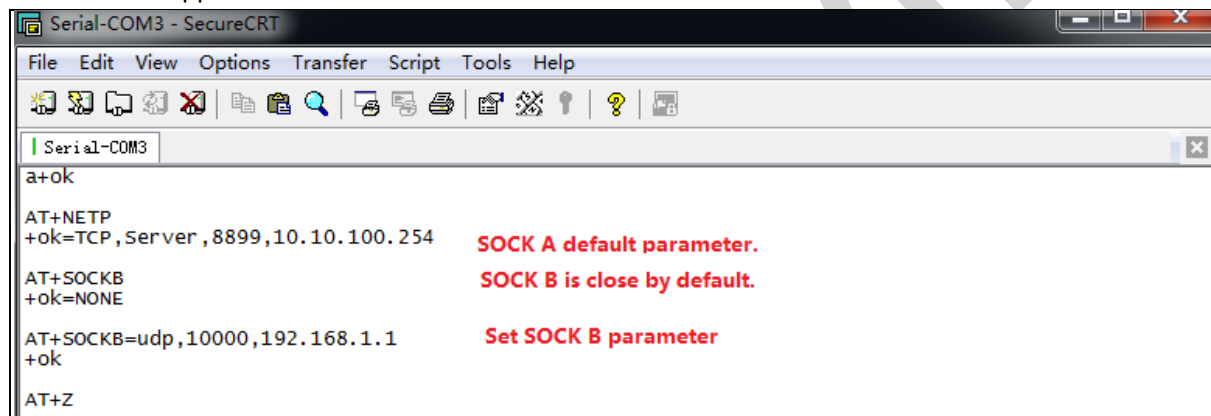 Serial-COM3 - SecureCRT
File Edit View Options Transfer Script Tools Help
Serial-COM3
a+ok
AT+NETP
+ok=TCP,Server,8899,10.10.100.254 SOCK A default parameter.
AT+SOCKB SOCK B is close by default.
+ok=NONE
AT+SOCKB=udp,10000,192.168.1.1 Set SOCK B parameter
+ok
AT+Z